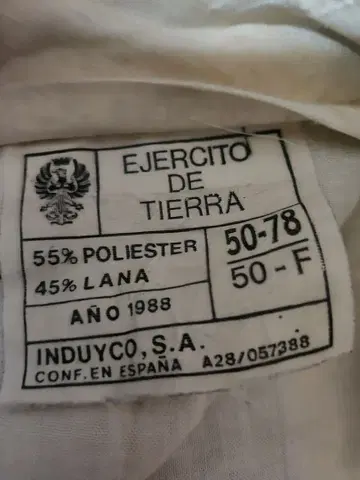 EJERCITO
DE
TIERRA
55% POLIESTER
45% LANA
50-78
50-F
AÑO 1988
INDUYCO, S.A.
CONF. EN ESPAÑA A28/057388